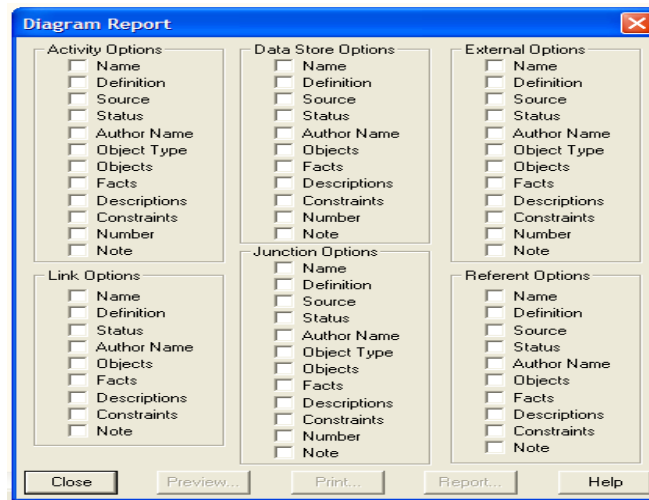 Diagram Report
Activity Options
Name
Definition
Source
Status
Author Name
Object Type
Objects
Facts
Descriptions
Constraints
Number
Note
Link Options
Name
Definition
Status
Author Name
Objects
Facts
Descriptions
Constraints
Note
Data Store Options
Name
Definition
Source
Status
Author Name
Objects
Facts
Descriptions
Constraints
Number
Note
Junction Options
Name
Definition
Source
Status
Author Name
Object Type
Objects
Facts
Descriptions
Constraints
Number
Note
External Options
Name
Definition
Source
Status
Author Name
Object Type
Objects
Facts
Descriptions
Constraints
Number
Note
Referent Options
Name
Definition
Source
Status
Author Name
Objects
Facts
Descriptions
Constraints
Note
Close Preview... Print... Report... Help